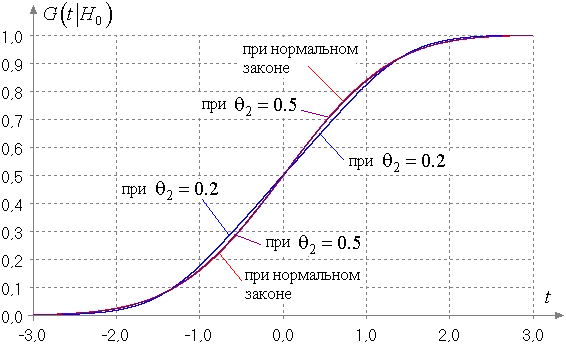 G(t|H₀)
1.0
0.9
0.8
0.7
0.6
0.5
0.4
0.3
0.2
0.1
0.0
при нормальном
законе
при θ₂ = 0.5
при θ₂ = 0.2
при θ₂ = 0.2
при θ₂ = 0.5
при нормальном
законе
t
-3,0 -2,0 -1,0 0,0 1,0 2,0 3,0